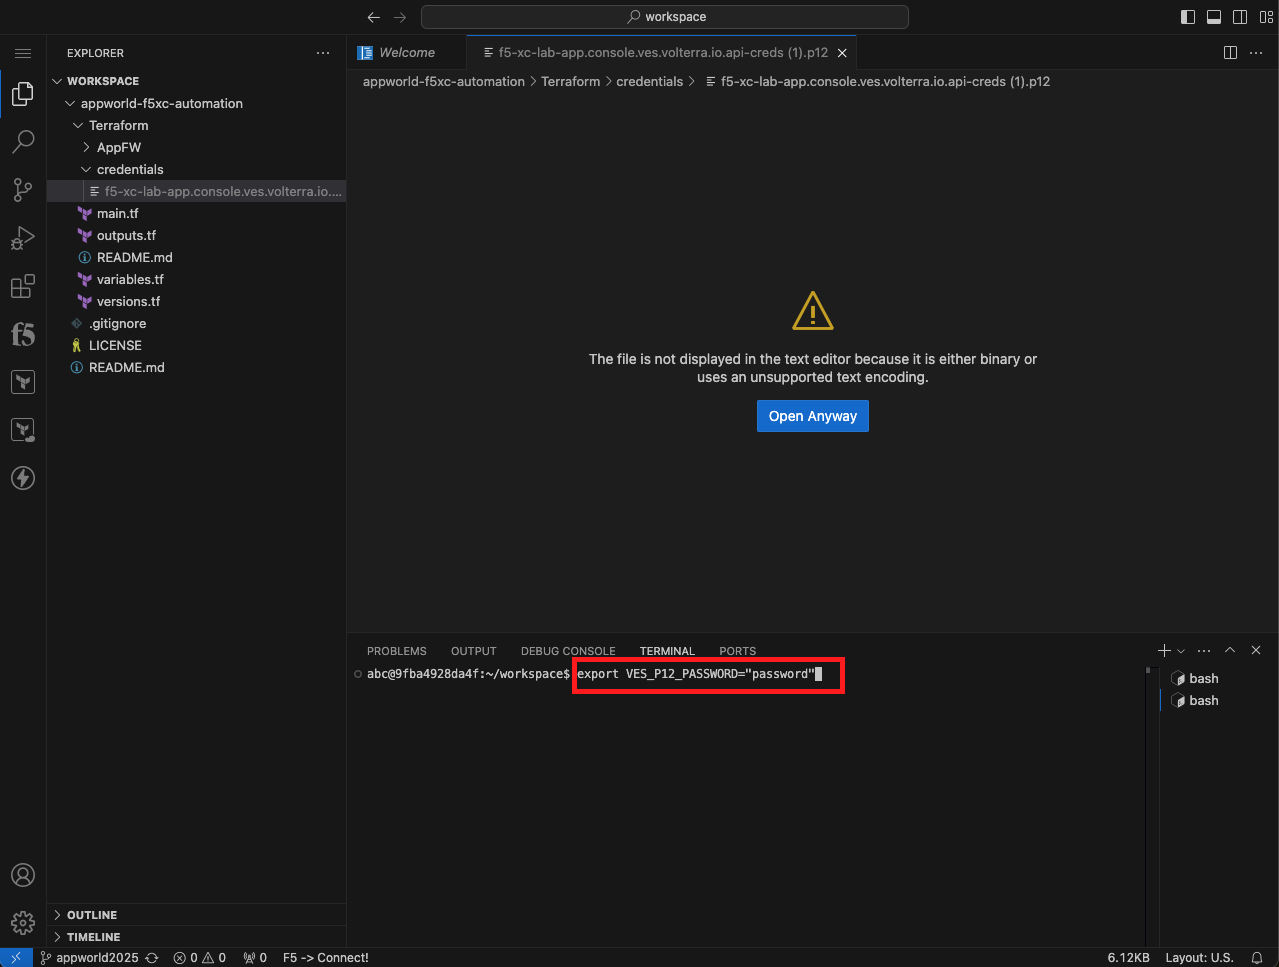 workspace
EXPLORER
WORKSPACE
appworld-f5xc-automation
Terraform
AppFW
credentials
f5-xc-lab-app.console.ves.volterra.io....
main.tf
outputs.tf
README.md
variables.tf
versions.tf
.gitignore
LICENSE
README.md
OUTLINE
TIMELINE
f5
Welcome
f5-xc-lab-app.console.ves.volterra.io.api-creds (1).p12
appworld-f5xc-automation > Terraform > credentials > f5-xc-lab-app.console.ves.volterra.io.api-creds (1).p12
The file is not displayed in the text editor because it is either binary or
uses an unsupported text encoding.
Open Anyway
PROBLEMS OUTPUT DEBUG CONSOLE TERMINAL PORTS
abc@9fba4928da4f:~/workspace$ export VES_P12_PASSWORD="password"
bash
bash
appworld2025 0 0 0 F5 -> Connect! 6.12KB Layout: U.S.